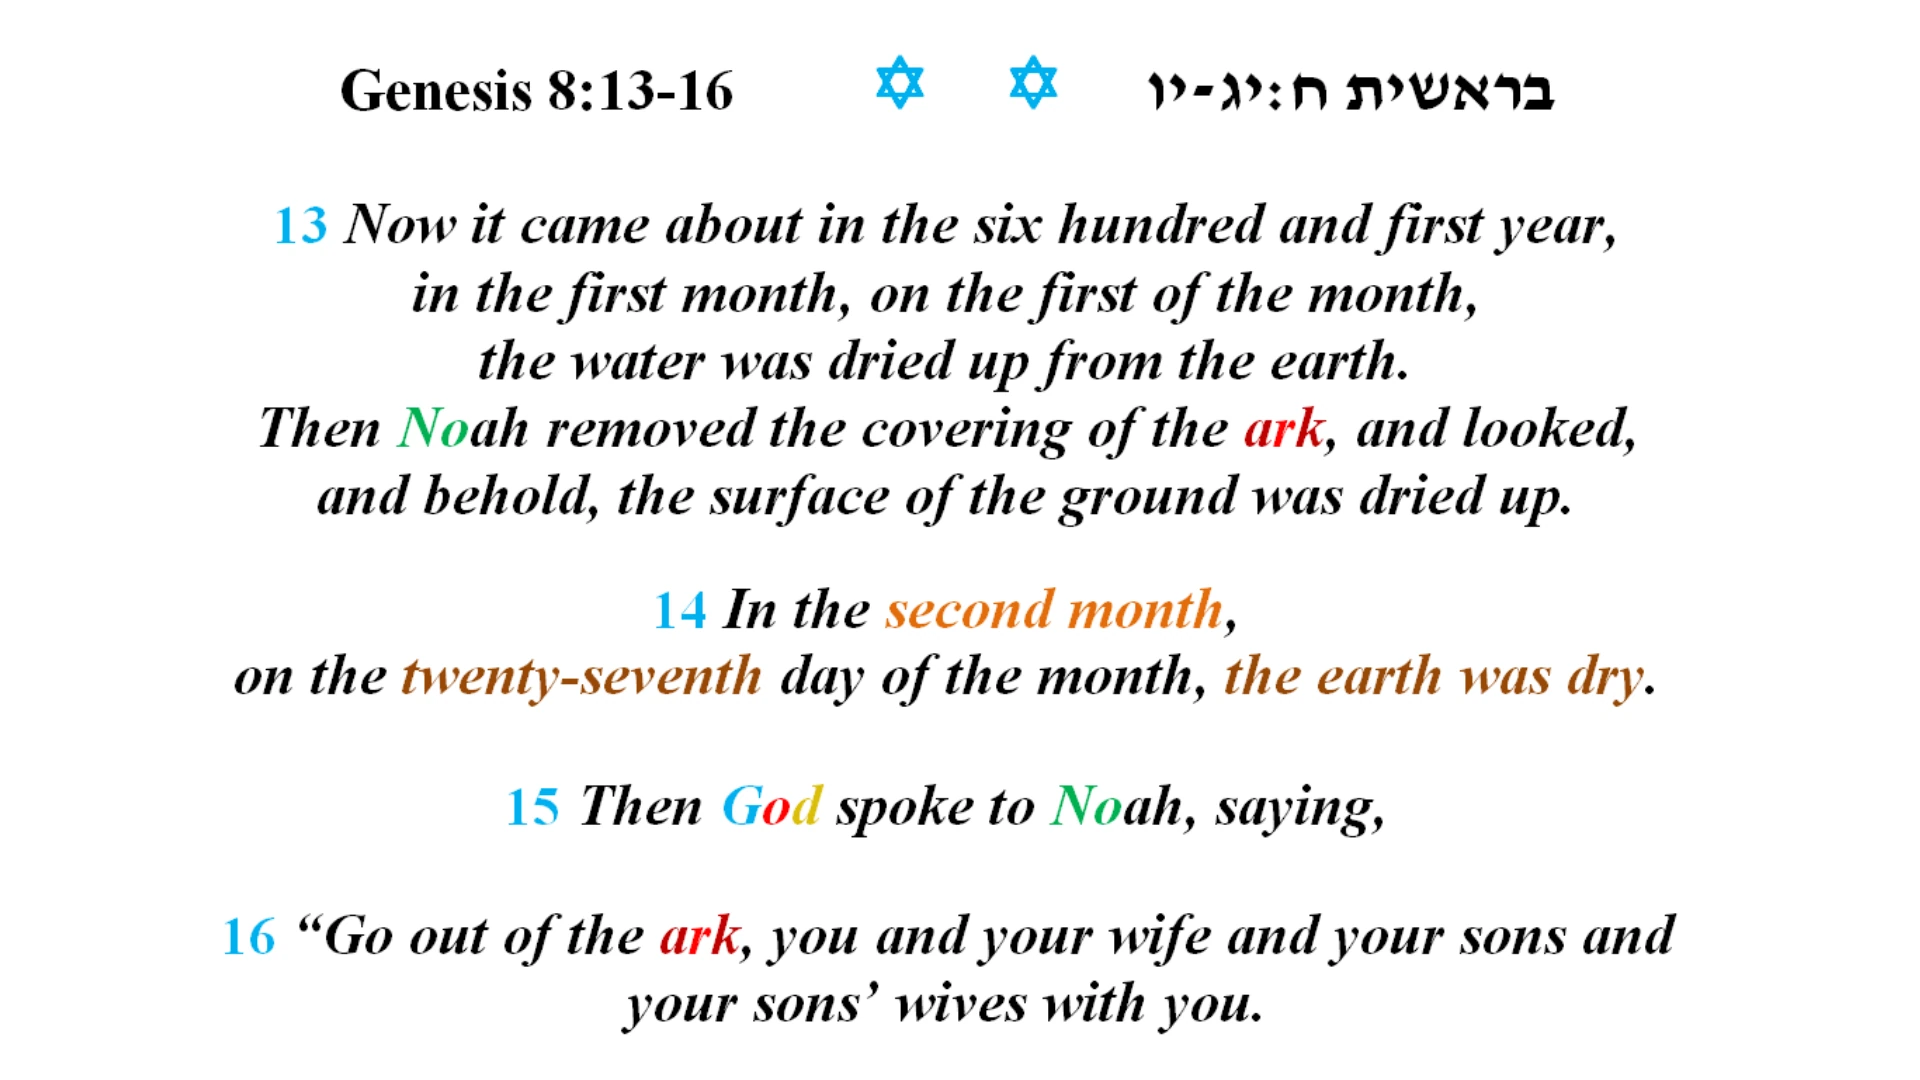 Genesis 8:13-16 ✡ ✡ בראשית ח:יג-יו
13 Now it came about in the six hundred and first year,
in the first month, on the first of the month,
the water was dried up from the earth.
Then Noah removed the covering of the ark, and looked,
and behold, the surface of the ground was dried up.
14 In the second month,
on the twenty-seventh day of the month, the earth was dry.
15 Then God spoke to Noah, saying,
16 “Go out of the ark, you and your wife and your sons and
your sons’ wives with you.